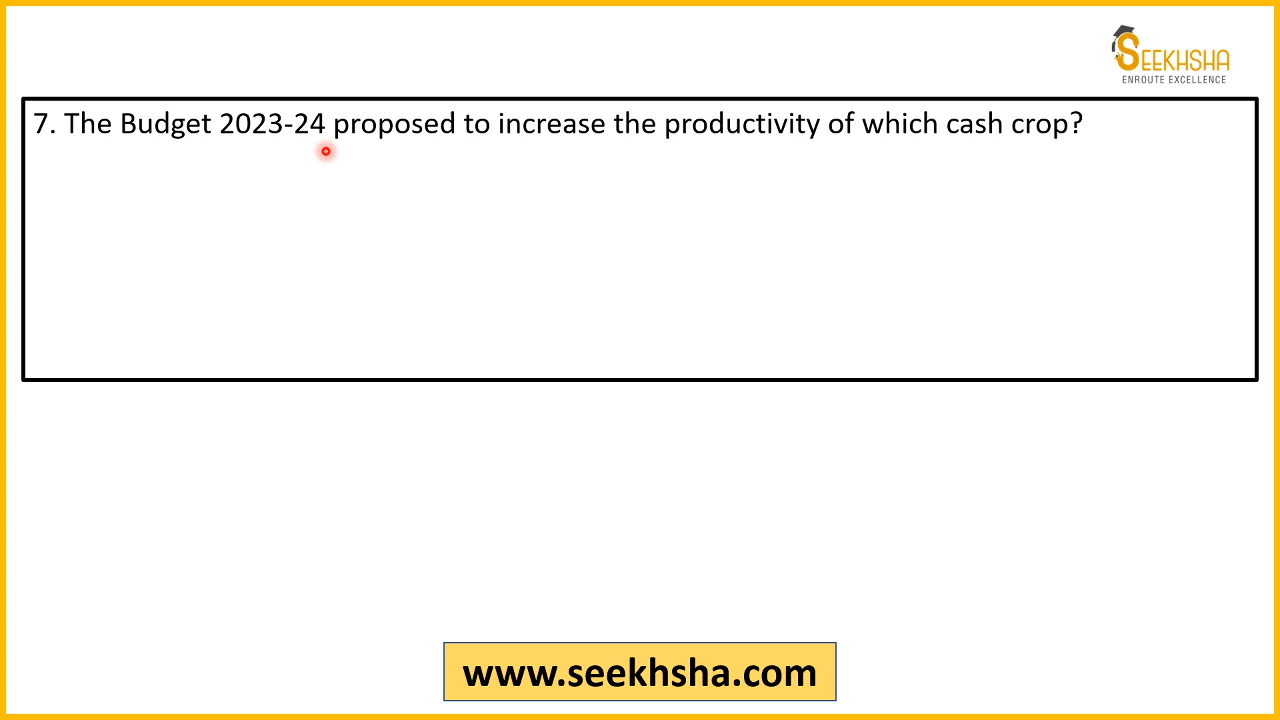 SEEKHSHA
ENROUTE EXCELLENCE
7. The Budget 2023-24 proposed to increase the productivity of which cash crop?
www.seekhsha.com